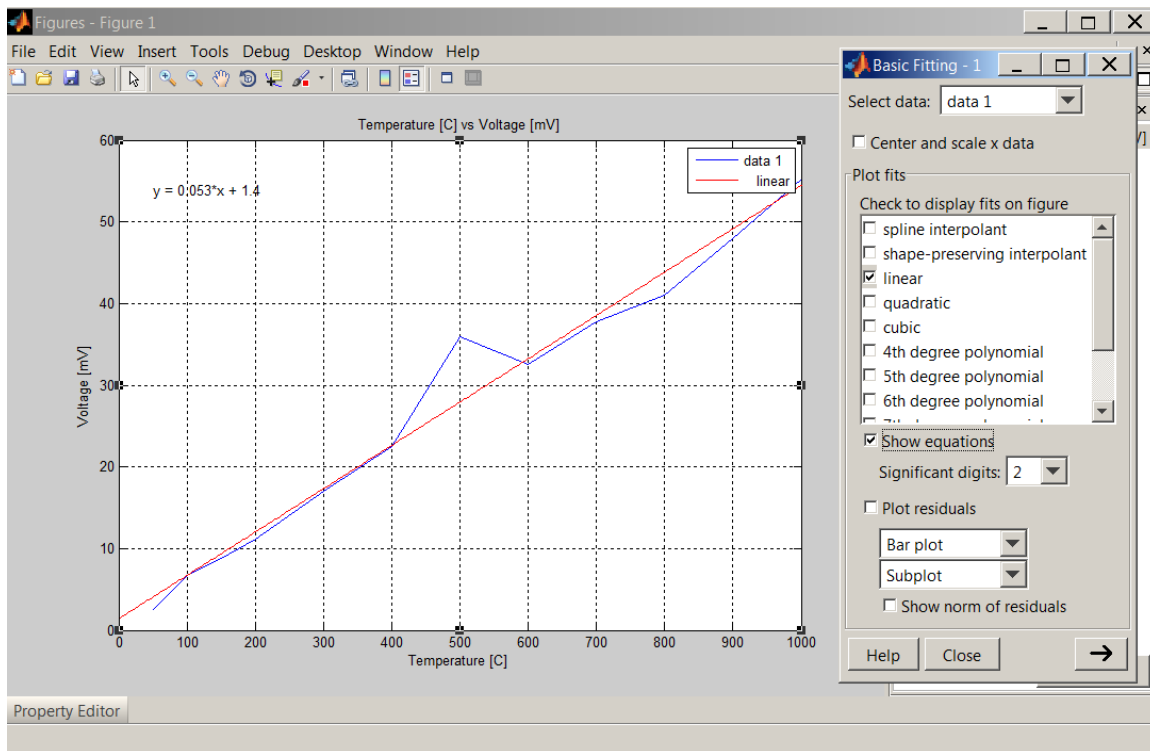 Figures - Figure 1
File Edit View Insert Tools Debug Desktop Window Help
Temperature [C] vs Voltage [mV]
y = 0.053*x + 1.4
data 1
linear
60
50
40
30
20
10
0
Voltage [mV]
0 100 200 300 400 500 600 700 800 900 1000
Temperature [C]
Property Editor
Basic Fitting - 1
Select data: data 1
Center and scale x data
Plot fits
Check to display fits on figure
spline interpolant
shape-preserving interpolant
linear
quadratic
cubic
4th degree polynomial
5th degree polynomial
6th degree polynomial
Show equations
Significant digits: 2
Plot residuals
Bar plot
Subplot
Show norm of residuals
Help Close